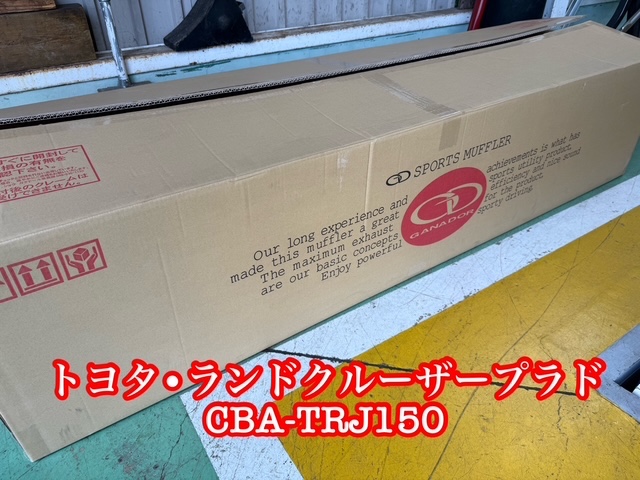 SPORTS MUFFLER
Our long experience and
made this muffler a great
The maximum exhaust
are our basic concepts
Enjoy powerful
GANADOR
achievements is what has
sports utility product.
efficiency and nice sound
for the product.
sporty driving.
トヨタ・ランドクルーザープラド
CBA-TRJ150